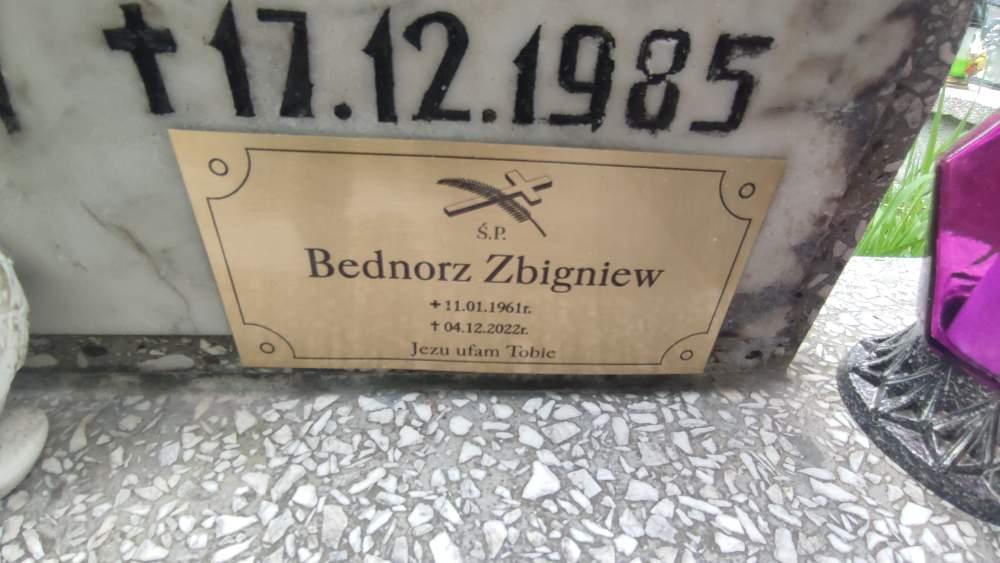 ✝17.12.1985
Ś.P.
Bednorz Zbigniew
✦11.01.1961r.
✝04.12.2022r.
Jezu ufam Tobie